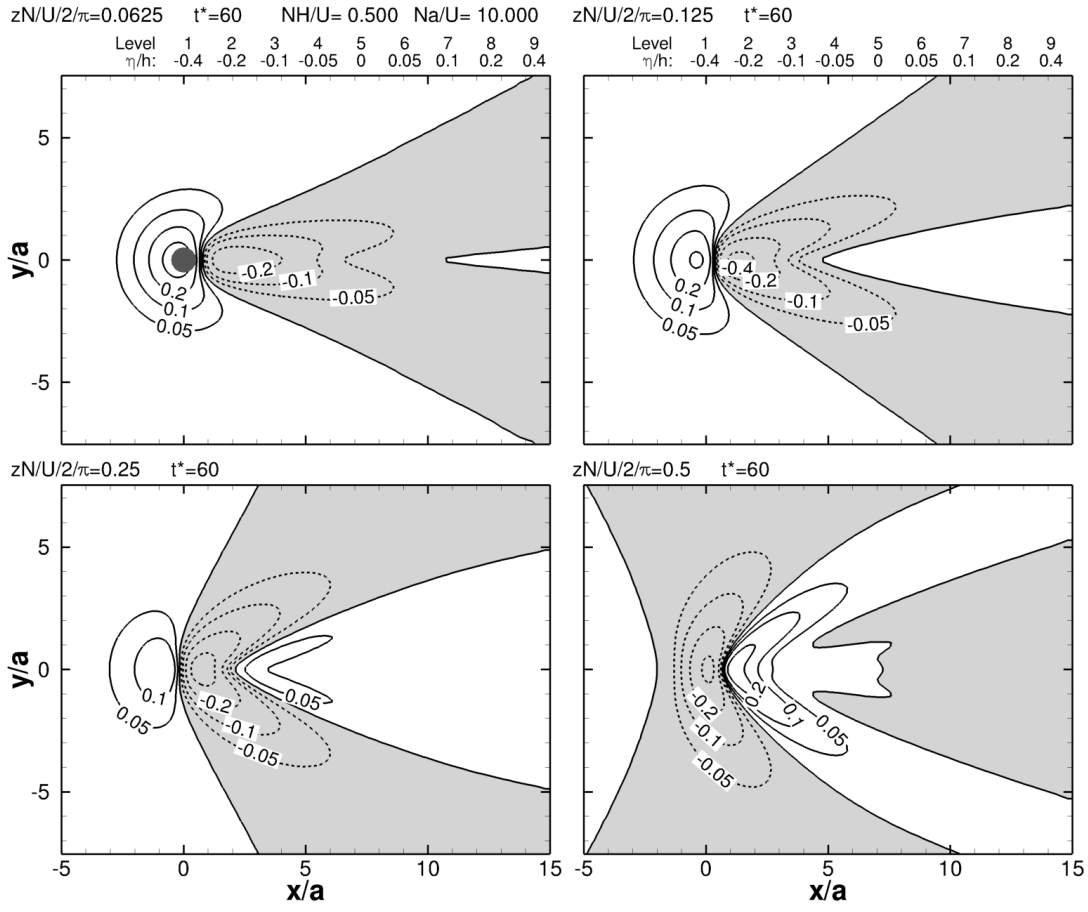 zN/U/2/π=0.0625 t*=60 NH/U= 0.500 Na/U= 10.000
Level 1 2 3 4 5 6 7 8 9
η/h: -0.4 -0.2 -0.1 -0.05 0 0.05 0.1 0.2 0.4
y/a
5
0
-5
0.2
0.1
0.05
-0.2
-0.1
-0.05
zN/U/2/π=0.125 t*=60
Level 1 2 3 4 5 6 7 8 9
η/h: -0.4 -0.2 -0.1 -0.05 0 0.05 0.1 0.2 0.4
0.2
0.1
0.05
-0.4
-0.2
-0.1
-0.05
zN/U/2/π=0.25 t*=60
y/a
5
0
-5
0.1
0.05
-0.2
-0.1
-0.05
0.05
-5 0 5 10 15
x/a
zN/U/2/π=0.5 t*=60
-0.2
-0.1
-0.05
0.2
0.1
0.05
-5 0 5 10 15
x/a